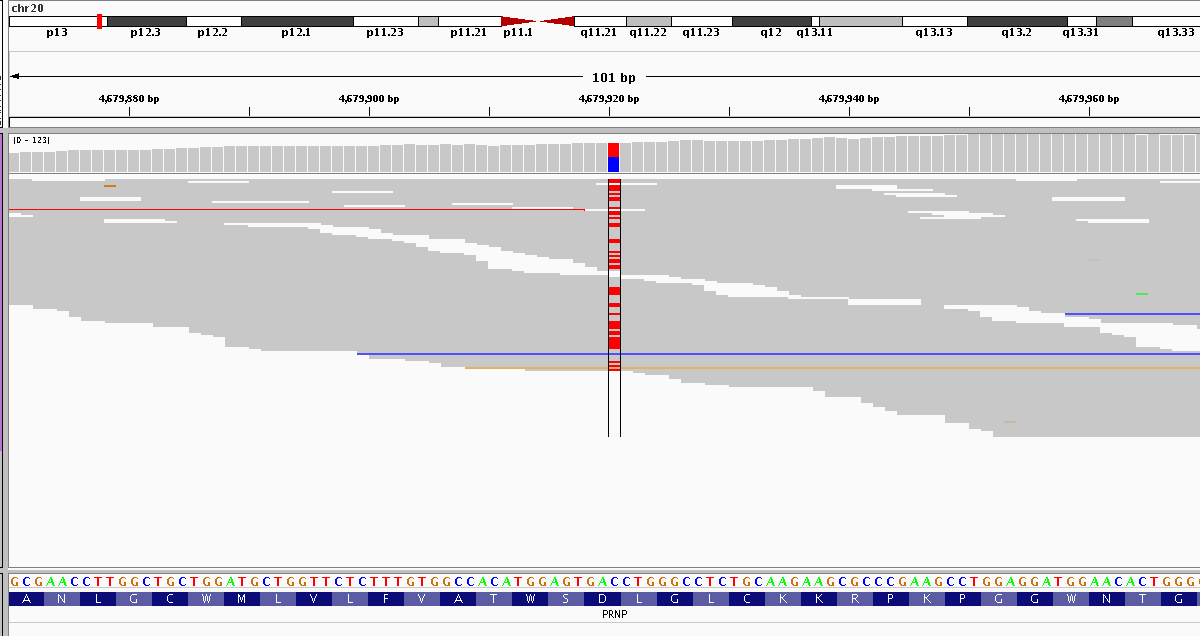 chr20
p13 p12.3 p12.2 p12.1 p11.23 p11.21 p11.1 q11.21 q11.22 q11.23 q12 q13.11 q13.13 q13.2 q13.31 q13.33
101 bp
4,679,880 bp 4,679,900 bp 4,679,920 bp 4,679,940 bp 4,679,960 bp
[0 - 123]
GCGAACCTTGGCTGCTGGATGCTGGTTCTCTTTGTGGCCACATGGAGTGACCTGGGCCTCTGCAAGAAGCGCCCGAAGCCTGGAGGATGGAACACTGGG
A N L G C W M L V L F V A T W S D L G L C K K R P K P G G W N T G
PRNP